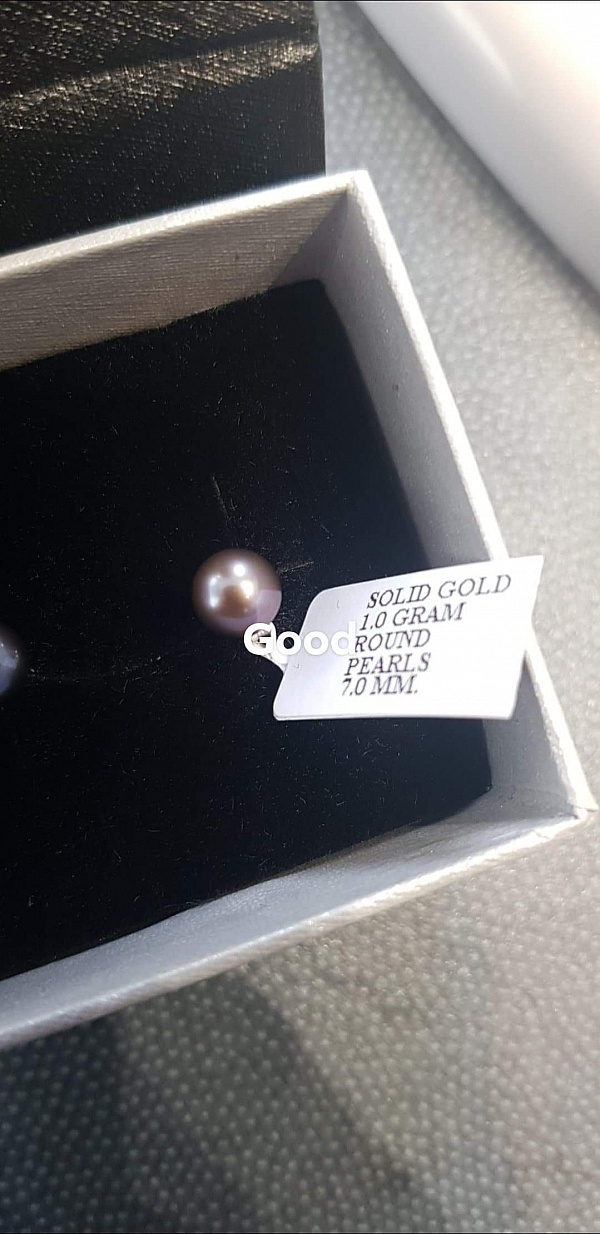 SOLID GOLD
1.0 GRAM
ROUND
PEARLS
7.0 MM.
Good